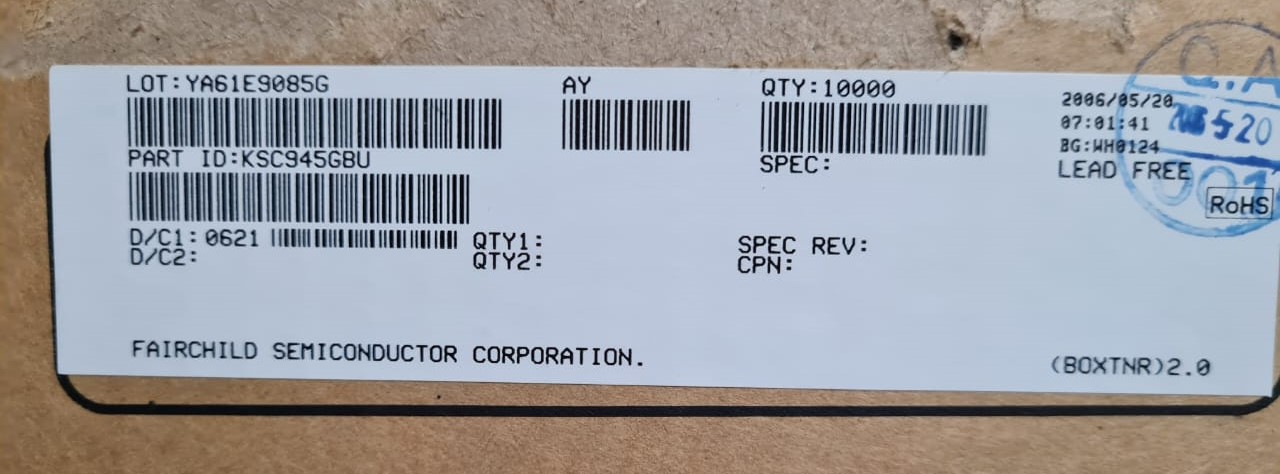 LOT:YA61E9085G
AY
QTY:10000
2006/05/20
07:01:41
BG:WH0124
LEAD FREE
RoHS
PART ID:KSC945GBU
SPEC:
D/C1:0621
QTY1:
SPEC REV:
D/C2:
QTY2:
CPN:
FAIRCHILD SEMICONDUCTOR CORPORATION.
(BOXTNR)2.0
Q.A